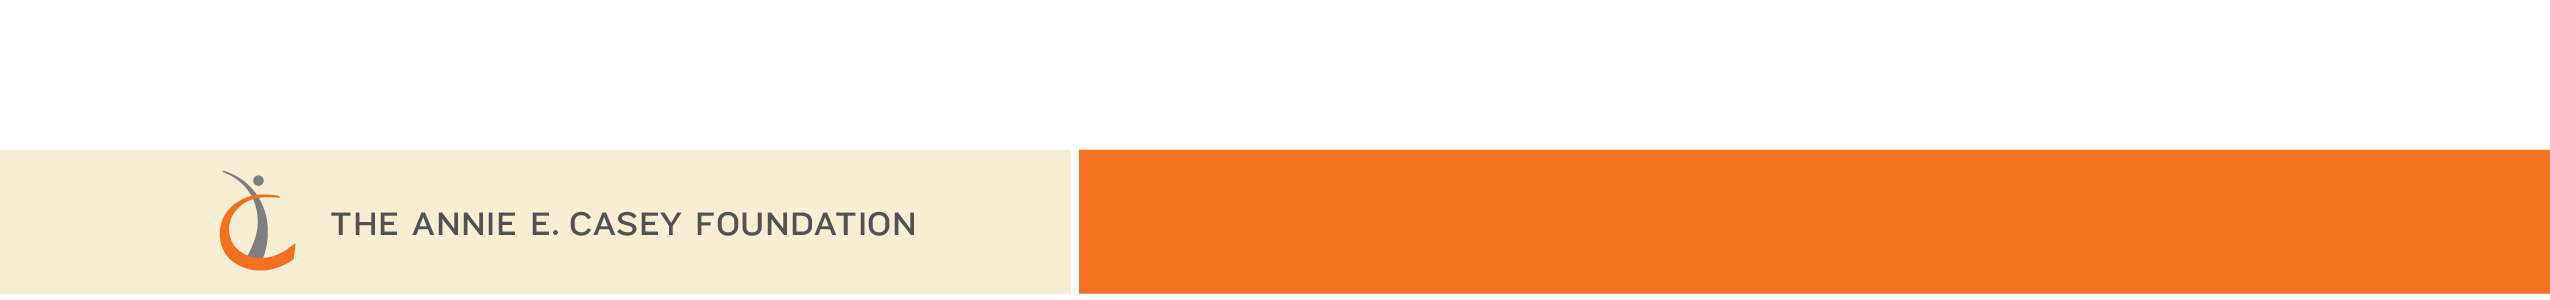 THE ANNIE E. CASEY FOUNDATION